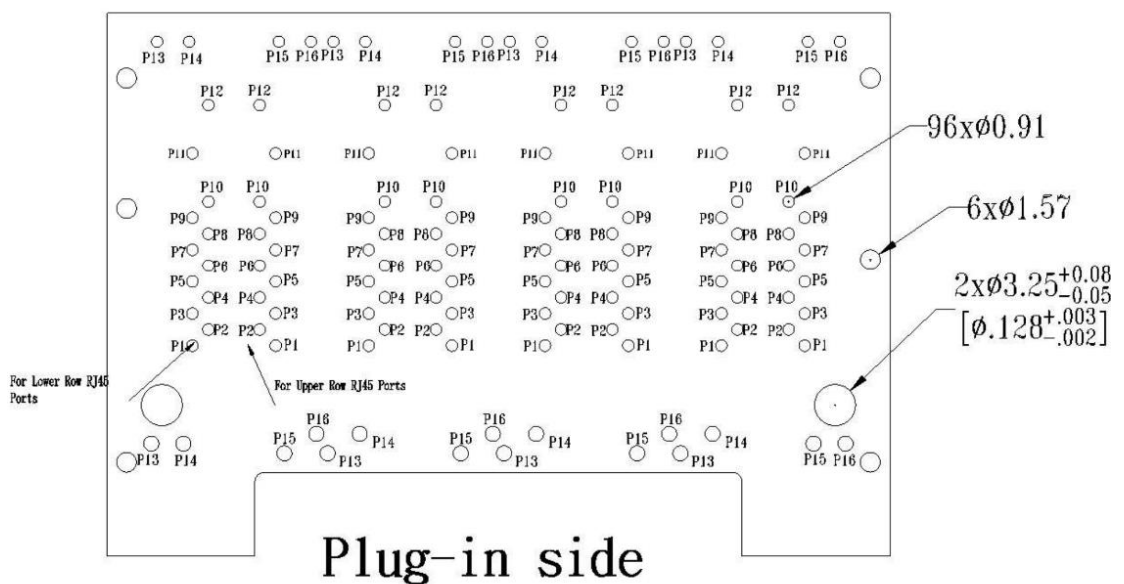 P13 P14 P15 P16 P13 P14 P15 P16 P13 P14 P15 P16 P13 P14 P15 P16
P12 P12 P12 P12 P12 P12 P12 P12
96xø0.91
P11 P11 P11 P11 P11 P11 P11 P11
P10 P10 P10 P10 P10 P10 P10 P10
6xø1.57
P9 P9 P9 P9 P9 P9 P9 P9
P8 P8 P8 P8 P8 P8 P8 P8
P7 P7 P7 P7 P7 P7 P7 P7
P6 P6 P6 P6 P6 P6 P6 P6
P5 P5 P5 P5 P5 P5 P5 P5
2xø3.25+0.08
-0.05
P4 P4 P4 P4 P4 P4 P4 P4
P3 P3 P3 P3 P3 P3 P3 P3
[ø.128+.003
-.002]
P2 P2 P2 P2 P2 P2 P2 P2
P1 P1 P1 P1 P1 P1 P1 P1
For Lower Row RJ45
Ports
For Upper Row RJ45 Ports
P16 P16 P16
P15 P14 P15 P14 P15 P14
P13 P14 P13 P13 P13 P15 P16
Plug-in side